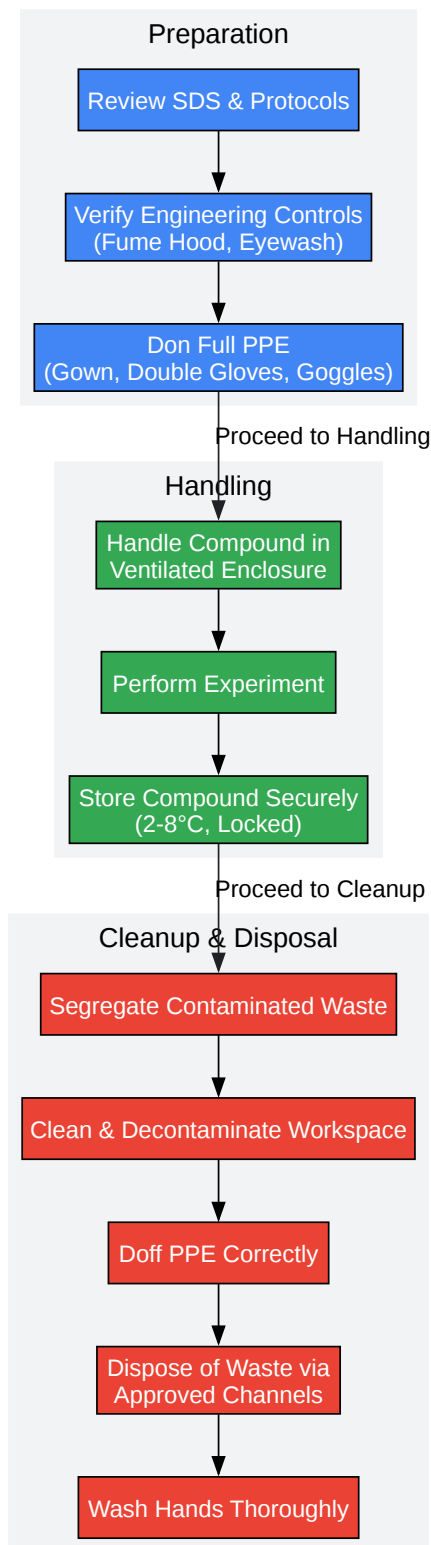 Preparation
Review SDS & Protocols
Verify Engineering Controls
(Fume Hood, Eyewash)
Don Full PPE
(Gown, Double Gloves, Goggles)
Proceed to Handling
Handling
Handle Compound in
Ventilated Enclosure
Perform Experiment
Store Compound Securely
(2-8°C, Locked)
Proceed to Cleanup
Cleanup & Disposal
Segregate Contaminated Waste
Clean & Decontaminate Workspace
Doff PPE Correctly
Dispose of Waste via
Approved Channels
Wash Hands Thoroughly